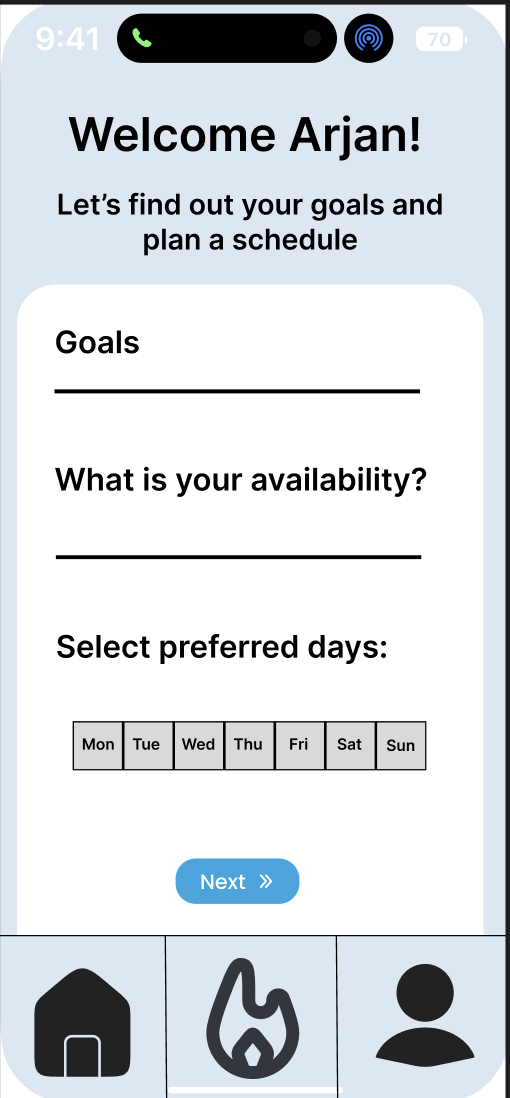 9:41
70
Welcome Arjan!
Let’s find out your goals and
plan a schedule
Goals
What is your availability?
Select preferred days:
Mon Tue Wed Thu Fri Sat Sun
Next »